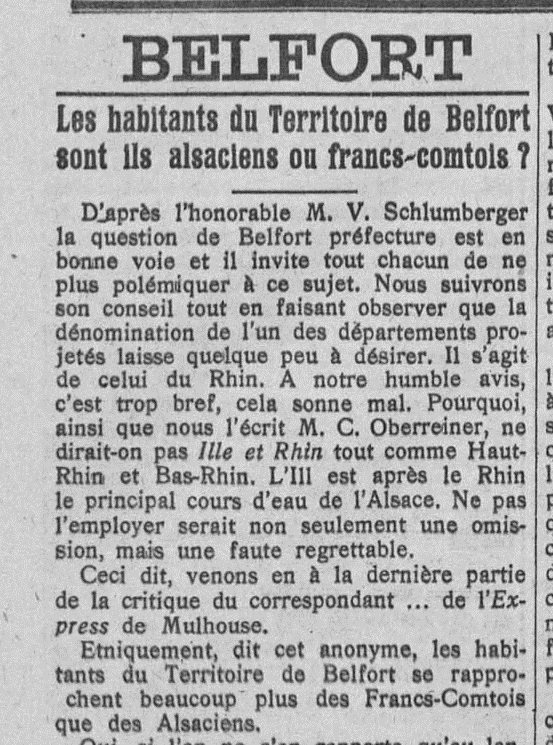 BELFORT
Les habitants du Territoire de Belfort
sont ils alsaciens ou francs-comtois ?
D'après l'honorable M. V. Schlumberger
la question de Belfort préfecture est en
bonne voie et il invite tout chacun de ne
plus polémiquer à ce sujet. Nous suivrons
son conseil tout en faisant observer que la
dénomination de l'un des départements pro-
jetés laisse quelque peu à désirer. Il s'agit
de celui du Rhin. A notre humble avis,
c'est trop bref, cela sonne mal. Pourquoi,
ainsi que nous l'écrit M. C. Oberreiner, ne
dirait-on pas Ille et Rhin tout comme Haut-
Rhin et Bas-Rhin. L'Ill est après le Rhin
le principal cours d'eau de l'Alsace. Ne pas
l'employer serait non seulement une omis-
sion, mais une faute regrettable.
Ceci dit, venons en à la dernière partie
de la critique du correspondant ... de l'Ex-
press de Mulhouse.
Etniquement, dit cet anonyme, les habi-
tants du Territoire de Belfort se rappro-
chent beaucoup plus des Francs-Comtois
que des Alsaciens.